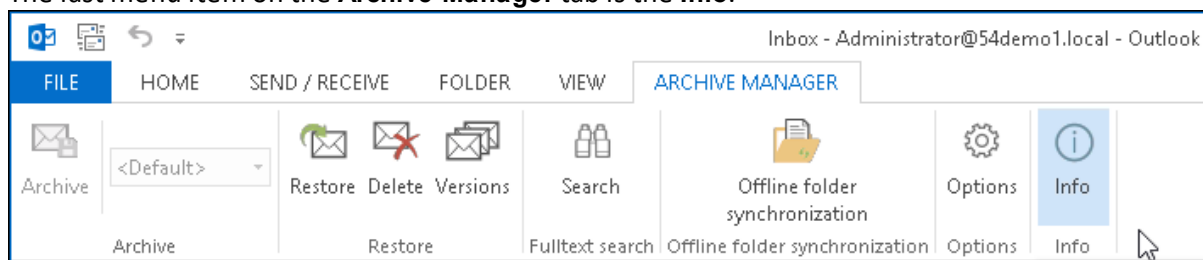 The last menu item on the Archive Manager tab is the Info.
Inbox - Administrator@54demo1.local - Outlook
FILE HOME SEND / RECEIVE FOLDER VIEW ARCHIVE MANAGER
<Default>
Archive Restore Delete Versions Search Offline folder synchronization Options Info
Archive Restore Fulltext search Offline folder synchronization Options Info